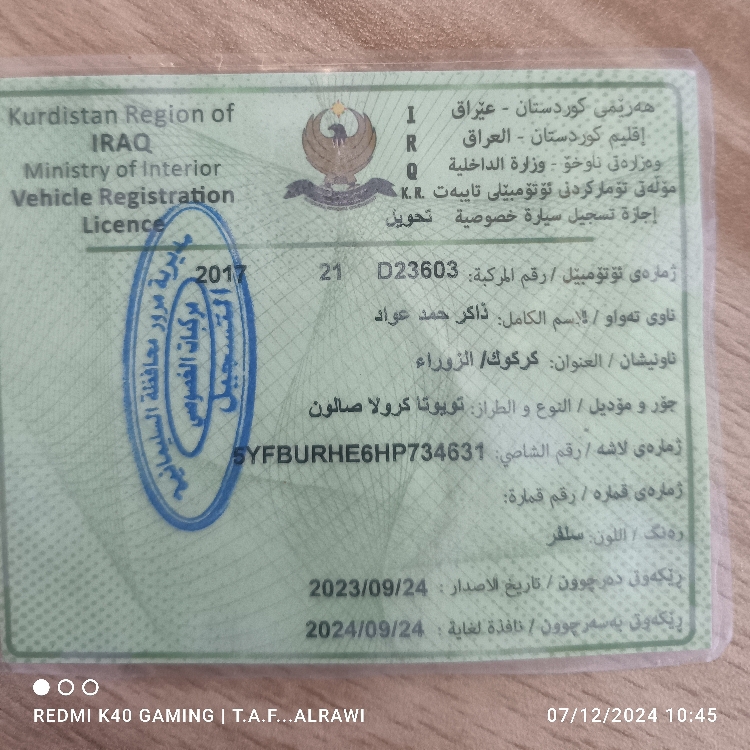 Kurdistan Region of
IRAQ
Ministry of Interior
Vehicle Registration
Licence
I
R
Q
K.R.
هەرێمی کوردستان - عێراق
إقليم كوردستان - العراق
وەزارەتی ناوخۆ - وزارة الداخلية
مۆڵەتی تۆمارکردنی ئۆتۆمبێلی تایبەت
إجازة تسجيل سيارة خصوصية تحويل
ژمارەی ئۆتۆمبێل / رقم المركبة: D23603 21 2017
ناوی تەواو / الاسم الكامل: ذاكر حمد عواد
ناونیشان / العنوان: كركوك/ الزوراء
جۆر و مۆدیل / النوع و الطراز: تويوتا كرولا صالون
ژمارەی لاشە / رقم الشاصي: 5YFBURHE6HP734631
ژمارەی قمارە / رقم قمارة:
رەنگ / اللون: سلفر
رێکەوتی دەرچوون / تاريخ الاصدار : 2023/09/24
رێکەوتی بەسەرچوون / نافذة لغاية : 2024/09/24
مديرية مرور محافظة السليمانية
مركبات الخصوصي
التسجيل
REDMI K40 GAMING | T.A.F...ALRAWI
07/12/2024 10:45